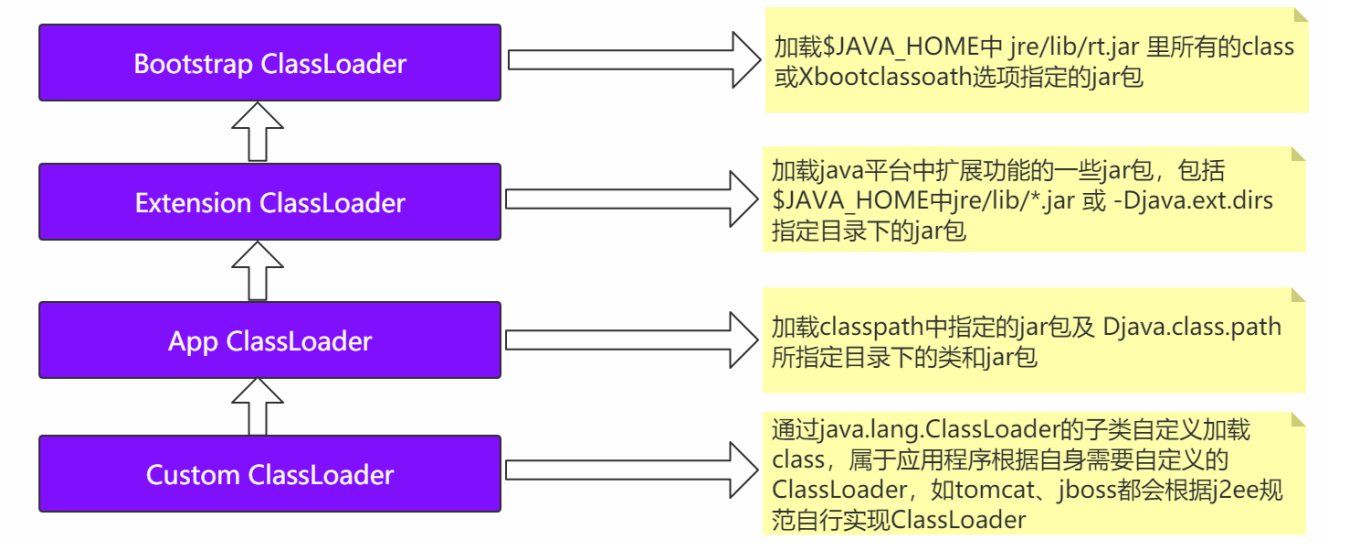 Bootstrap ClassLoader
加载$JAVA_HOME中 jre/lib/rt.jar 里所有的class
或Xbootclassoath选项指定的jar包
Extension ClassLoader
加载java平台中扩展功能的一些jar包，包括
$JAVA_HOME中jre/lib/*.jar 或 -Djava.ext.dirs
指定目录下的jar包
App ClassLoader
加载classpath中指定的jar包及 Djava.class.path
所指定目录下的类和jar包
Custom ClassLoader
通过java.lang.ClassLoader的子类自定义加载
class，属于应用程序根据自身需要自定义的
ClassLoader，如tomcat、jboss都会根据j2ee规
范自行实现ClassLoader